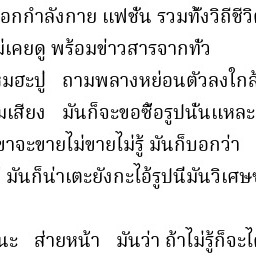 อกกำลังกาย แฟชั่น รวมทั้งวิถีชีวิต
ม่เคยดู พร้อมข่าวสารจากทั่ว
มฮะปู่ ถามพลางหย่อนตัวลงใกล้
มเสียง มันก็จะขอซื้อรูปนั้นแหละ
ขาจะขายไม่ขายไม่รู้ มันก็บอกว่า
มันก็น่าเตะยังกะไอ้รูปนี่มันวิเศษ
นะ ส่ายหน้า มันว่า ถ้าไม่รู้ก็จะได้